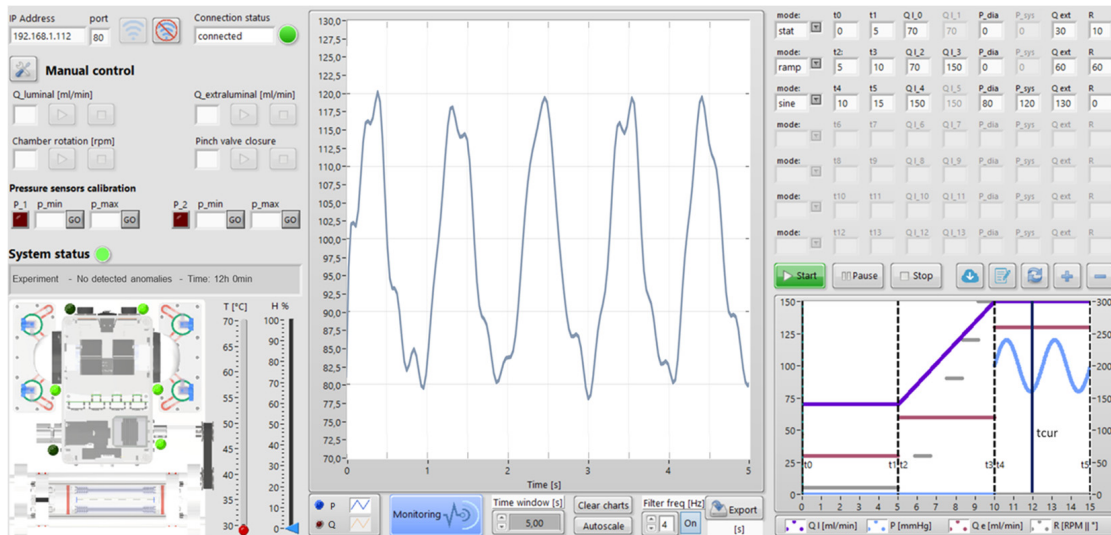 IP Address port Connection status
192.168.1.112 80 connected
Manual control
Q_luminal [ml/min] Q_extraluminal [ml/min]
Chamber rotation [rpm] Pinch valve closure
Pressure sensors calibration
P_1 p_min p_max P_2 p_min p_max
GO GO GO GO
System status
Experiment - No detected anomalies - Time: 12h 0min
T [°C] H %
70 100
65 90
60 80
55 70
50 60
45 50
40 40
35 30
30 20
10
0
130,0
127,5
125,0
122,5
120,0
117,5
115,0
112,5
110,0
107,5
105,0
102,5
100,0
97,5
95,0
92,5
90,0
87,5
85,0
82,5
80,0
77,5
75,0
72,5
70,0
0 1 2 3 4 5
Time [s]
P
Q
Monitoring
Time window [s]
5,00
Clear charts
Autoscale
Filter freq [Hz]
4 On
Export
[s]
mode: t0 t1 Q l_0 Q l_1 P_dia P_sys Q ext R
stat 0 5 70 70 0 0 30 10
mode: t2: t3 Q l_2 Q l_3 P_dia P_sys Q ext R
ramp 5 10 70 150 0 0 60 60
mode: t4 t5 Q l_4 Q l_5 P_dia P_sys Q ext R
sine 10 15 150 150 80 120 130 0
mode: t6 t7 Q l_6 Q l_7 P_dia P_sys Q ext R
mode: t8 t9 Q l_8 Q l_9 P_dia P_sys Q ext R
mode: t10 t11 Q l_10 Q l_11 P_dia P_sys Q ext R
mode: t12 t13 Q l_12 Q l_13 P_dia P_sys Q ext R
Start Pause Stop
150 300
125 250
100 200
75 150
50 100
25 50
0 0
tcur
t0 t1 t2 t3 t4 t5
0 1 2 3 4 5 6 7 8 9 10 11 12 13 14 15
Q l [ml/min] P [mmHg] Q e [ml/min] R [RPM || °]